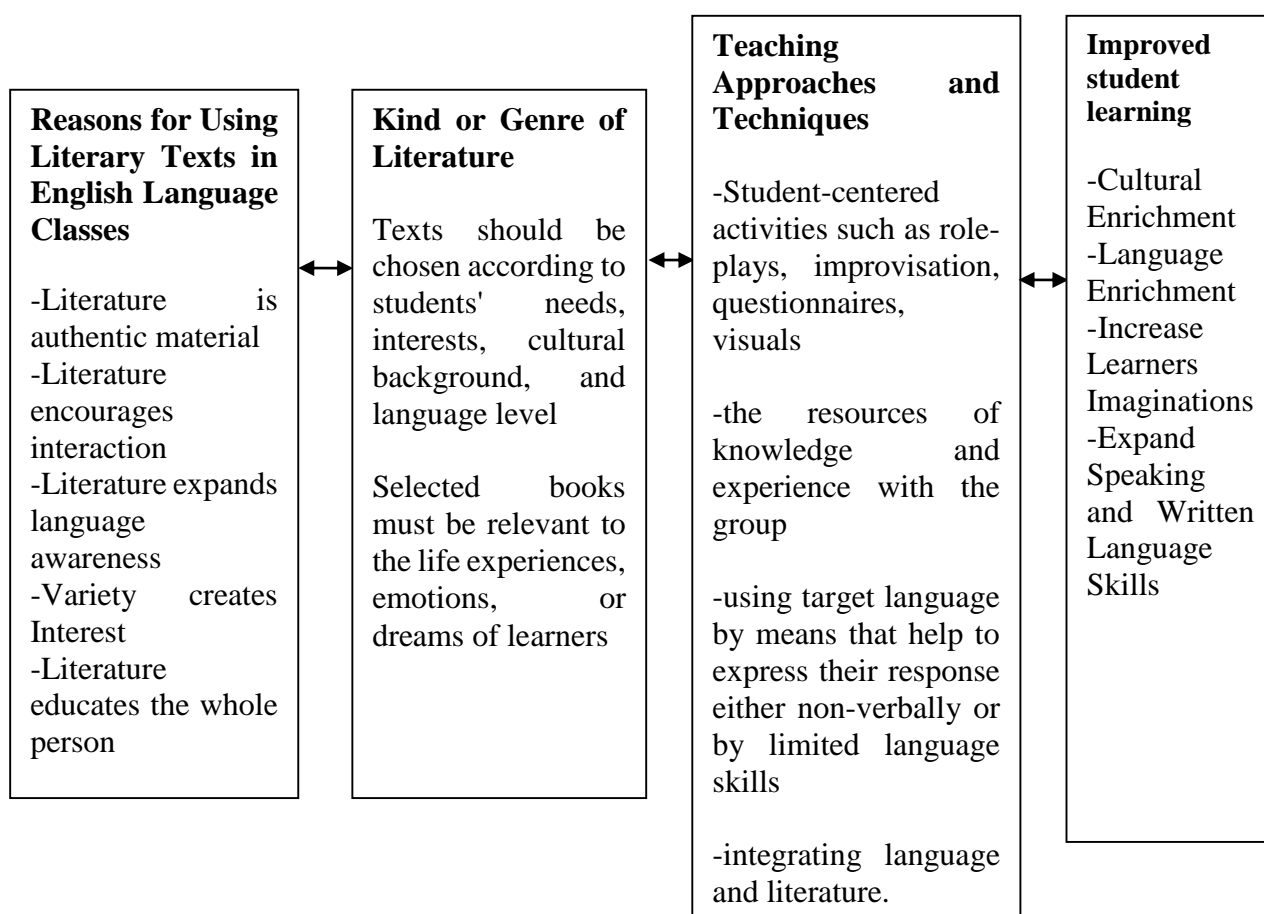 Reasons for Using
Literary Texts in
English Language
Classes
-Literature is
authentic material
-Literature
encourages
interaction
-Literature expands
language
awareness
-Variety creates
Interest
-Literature
educates the whole
person
Kind or Genre of
Literature
Texts should be
chosen according to
students' needs,
interests, cultural
background, and
language level
Selected books
must be relevant to
the life experiences,
emotions, or
dreams of learners
Teaching
Approaches and
Techniques
-Student-centered
activities such as role-
plays, improvisation,
questionnaires,
visuals
-the resources of
knowledge and
experience with the
group
-using target language
by means that help to
express their response
either non-verbally or
by limited language
skills
-integrating language
and literature.
Improved
student
learning
-Cultural
Enrichment
-Language
Enrichment
-Increase
Learners
Imaginations
-Expand
Speaking
and Written
Language
Skills